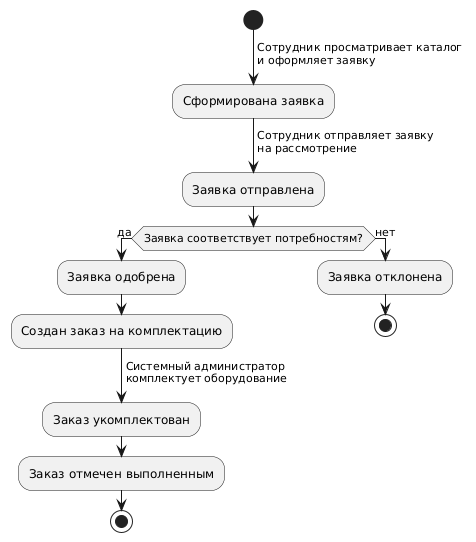 Сотрудник просматривает каталог
и оформляет заявку
Сформирована заявка
Сотрудник отправляет заявку
на рассмотрение
Заявка отправлена
да
Заявка соответствует потребностям?
нет
Заявка одобрена
Заявка отклонена
Создан заказ на комплектацию
Системный администратор
комплектует оборудование
Заказ укомплектован
Заказ отмечен выполненным